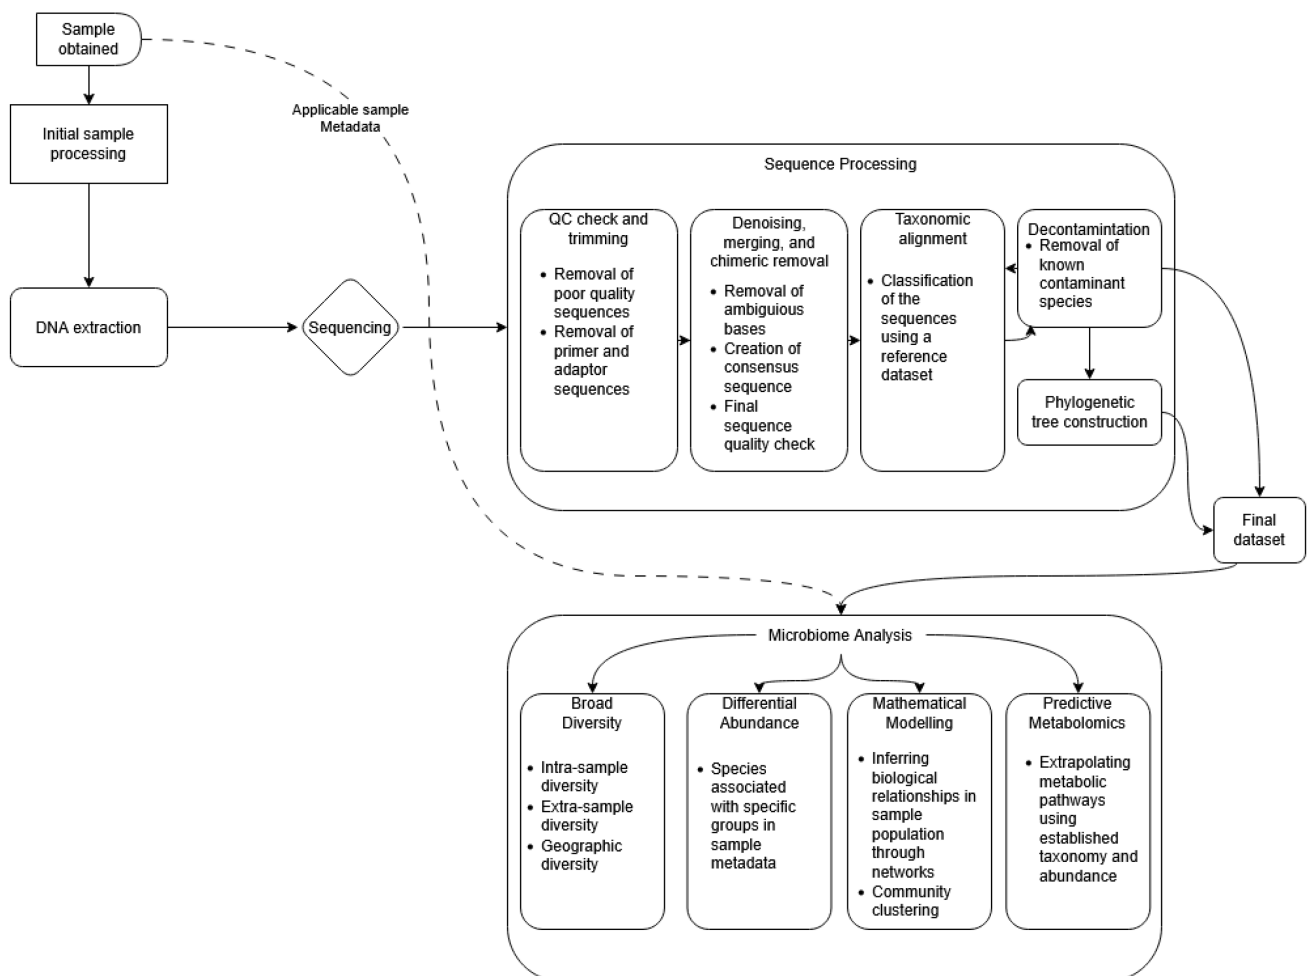 Sample
obtained
Applicable sample
Metadata
Initial sample
processing
DNA extraction
Sequencing
Sequence Processing
QC check and
trimming
• Removal of
poor quality
sequences
• Removal of
primer and
adaptor
sequences
Denoising,
merging, and
chimeric removal
• Removal of
ambiguious
bases
• Creation of
consensus
sequence
• Final
sequence
quality check
Taxonomic
alignment
• Classification
of the
sequences
using a
reference
dataset
Decontamintation
• Removal of
known
contaminant
species
Phylogenetic
tree construction
Final
dataset
Microbiome Analysis
Broad
Diversity
• Intra-sample
diversity
• Extra-sample
diversity
• Geographic
diversity
Differential
Abundance
• Species
associated
with specific
groups in
sample
metadata
Mathematical
Modelling
• Inferring
biological
relationships in
sample
population
through
networks
• Community
clustering
Predictive
Metabolomics
• Extrapolating
metabolic
pathways
using
established
taxonomy and
abundance